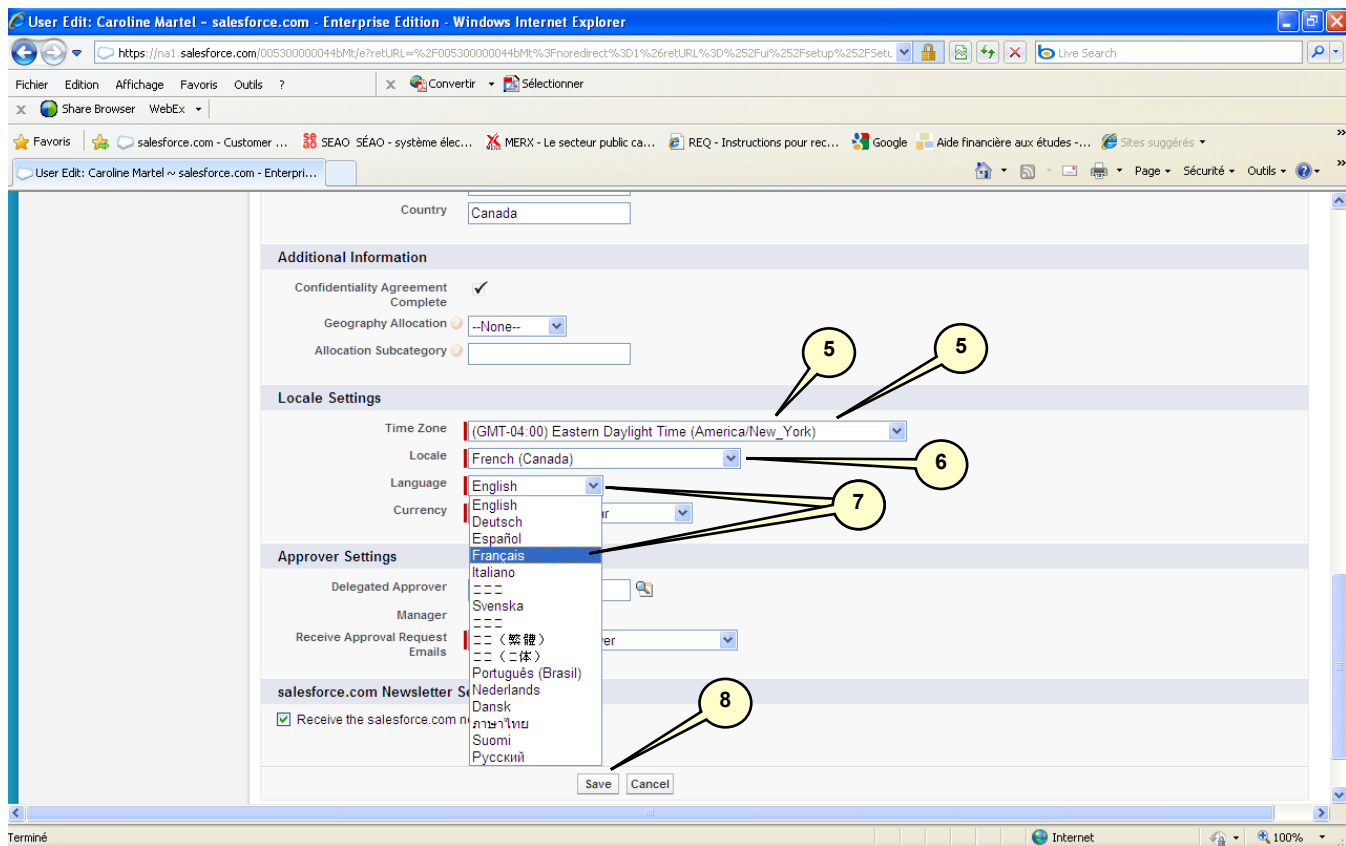 User Edit: Caroline Martel ~ salesforce.com - Enterprise Edition - Windows Internet Explorer
https://na1.salesforce.com/005300000044bMt/e?retURL=%2F005300000044bMt%3Fnoredirect%3D1%26retURL%3D%252Fui%252Fsetup%252FSetu
Live Search
Fichier Edition Affichage Favoris Outils ?
x Convertir Sélectionner
x Share Browser WebEx
Favoris salesforce.com - Customer ... SEAO SÉAO - système élec... MERX - Le secteur public ca... REQ - Instructions pour rec... Google Aide financière aux études -... Sites suggérés
User Edit: Caroline Martel ~ salesforce.com - Enterpri...
Page Sécurité Outils
Country Canada
Additional Information
Confidentiality Agreement Complete
Geography Allocation --None--
Allocation Subcategory
5 5
Locale Settings
Time Zone (GMT-04:00) Eastern Daylight Time (America/New_York)
Locale French (Canada)
6
Language English
7
Currency
English
Deutsch
Español
Français
Italiano
Svenska
(繁體)
Português (Brasil)
Nederlands
Dansk
ภาษาไทย
Suomi
Русский
Approver Settings
Delegated Approver
Manager
Receive Approval Request Emails
salesforce.com Newsletter S
8
Receive the salesforce.com n
Save Cancel
Terminé
Internet
100%